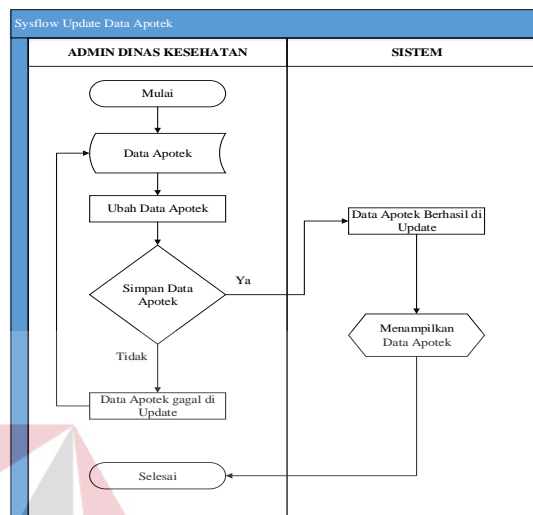 Sysflow Update Data Apotek
ADMIN DINAS KESEHATAN
SISTEM
Mulai
Data Apotek
Ubah Data Apotek
Data Apotek Berhasil di
Update
Simpan Data
Apotek
Ya
Tidak
Menampilkan
Data Apotek
Data Apotek gagal di
Update
Selesai